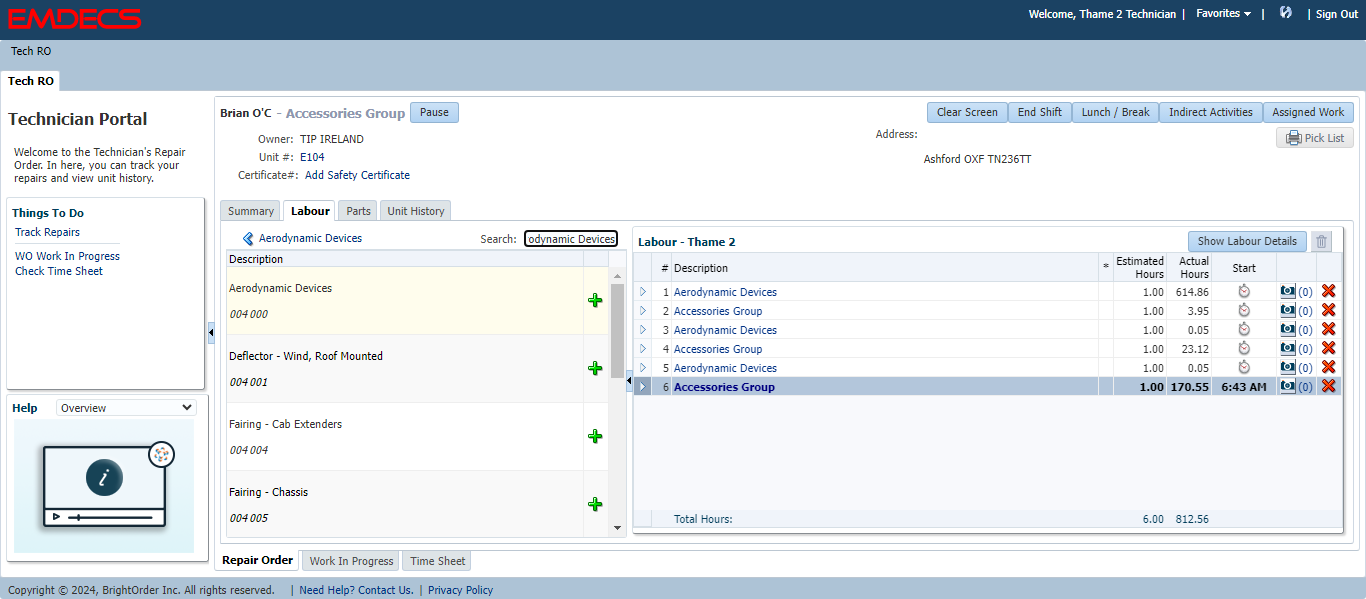 EMDECS
Welcome, Thame 2 Technician | Favorites | | Sign Out
Tech RO
Tech RO
Technician Portal
Welcome to the Technician's Repair
Order. In here, you can track your
repairs and view unit history.
Things To Do
Track Repairs
WO Work In Progress
Check Time Sheet
Help Overview
i
Brian O'C - Accessories Group Pause
Clear Screen End Shift Lunch / Break Indirect Activities Assigned Work
Owner: TIP IRELAND
Unit #: E104
Certificate#: Add Safety Certificate
Address:
Ashford OXF TN236TT
Pick List
Summary Labour Parts Unit History
Aerodynamic Devices Search: odynamic Devices
Description
Aerodynamic Devices
004 000
Deflector - Wind, Roof Mounted
004 001
Fairing - Cab Extenders
004 004
Fairing - Chassis
004 005
Labour - Thame 2 Show Labour Details
# Description * Estimated Hours Actual Hours Start
1 Aerodynamic Devices 1.00 614.86 (0)
2 Accessories Group 1.00 3.95 (0)
3 Aerodynamic Devices 1.00 0.05 (0)
4 Accessories Group 1.00 23.12 (0)
5 Aerodynamic Devices 1.00 0.05 (0)
6 Accessories Group 1.00 170.55 6:43 AM (0)
Total Hours: 6.00 812.56
Repair Order Work In Progress Time Sheet
Copyright © 2024, BrightOrder Inc. All rights reserved. | Need Help? Contact Us. | Privacy Policy